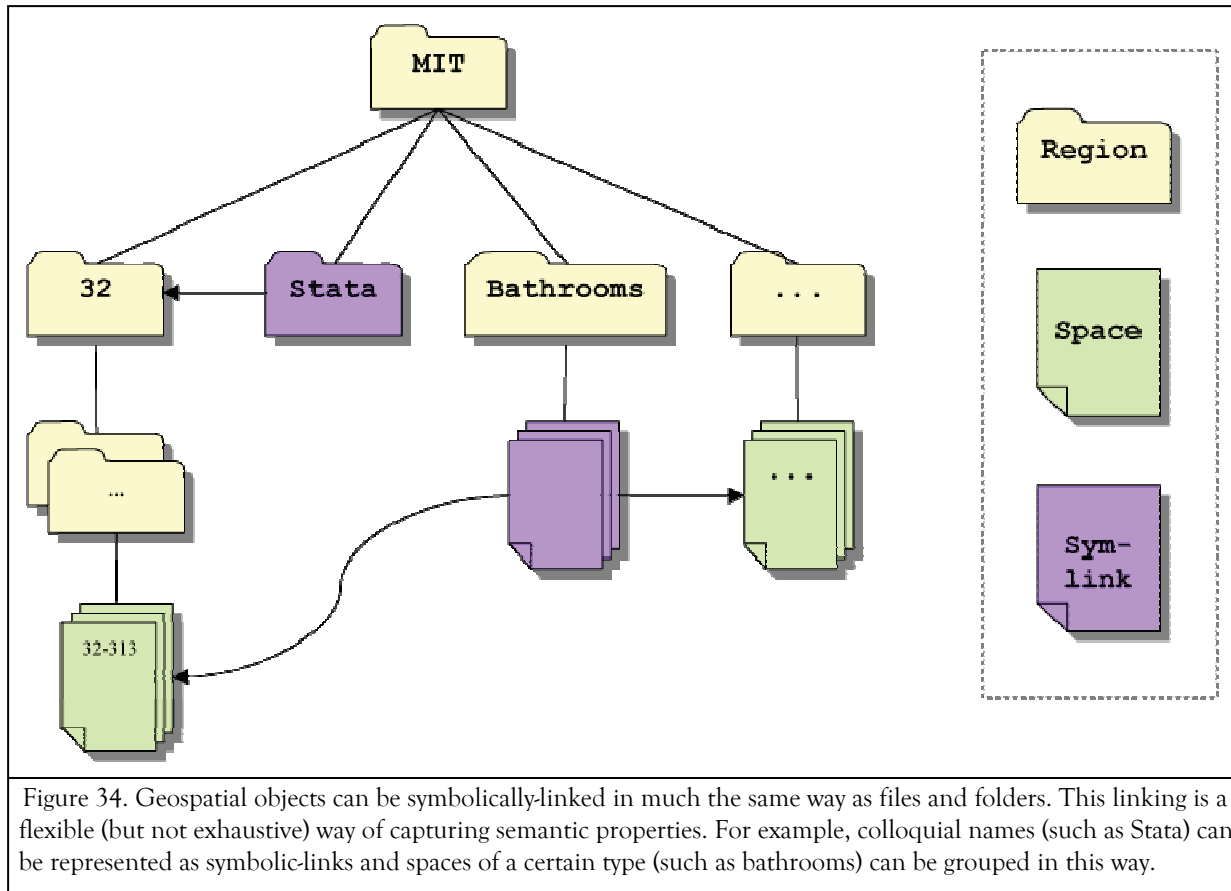 MIT
Region
32
Stata
Bathrooms
...
Space
...
...
Sym-
link
32-313
Figure 34. Geospatial objects can be symbolically-linked in much the same way as files and folders. This linking is a
flexible (but not exhaustive) way of capturing semantic properties. For example, colloquial names (such as Stata) can
be represented as symbolic-links and spaces of a certain type (such as bathrooms) can be grouped in this way.